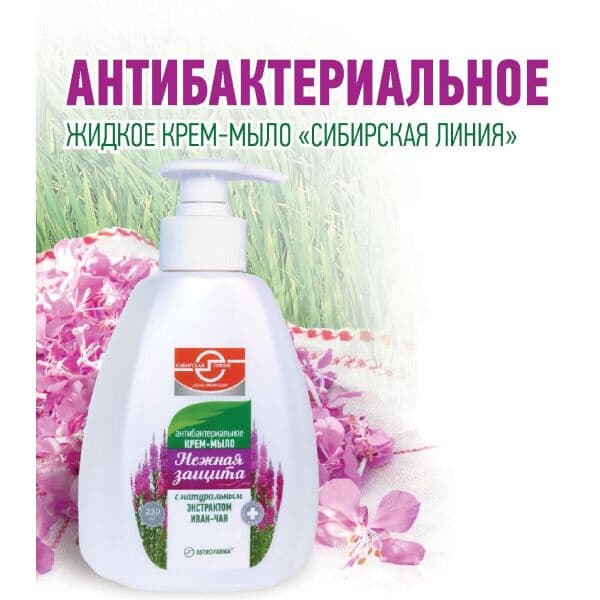 АНТИБАКТЕРИАЛЬНОЕ
ЖИДКОЕ КРЕМ-МЫЛО «СИБИРСКАЯ ЛИНИЯ»
СИБИРСКАЯ ЛИНИЯ
антибактериальное
КРЕМ-МЫЛО
Нежная
защита
с натуральным
ЭКСТРАКТОМ
ИВАН-ЧАЯ
250
ASTROFARMA